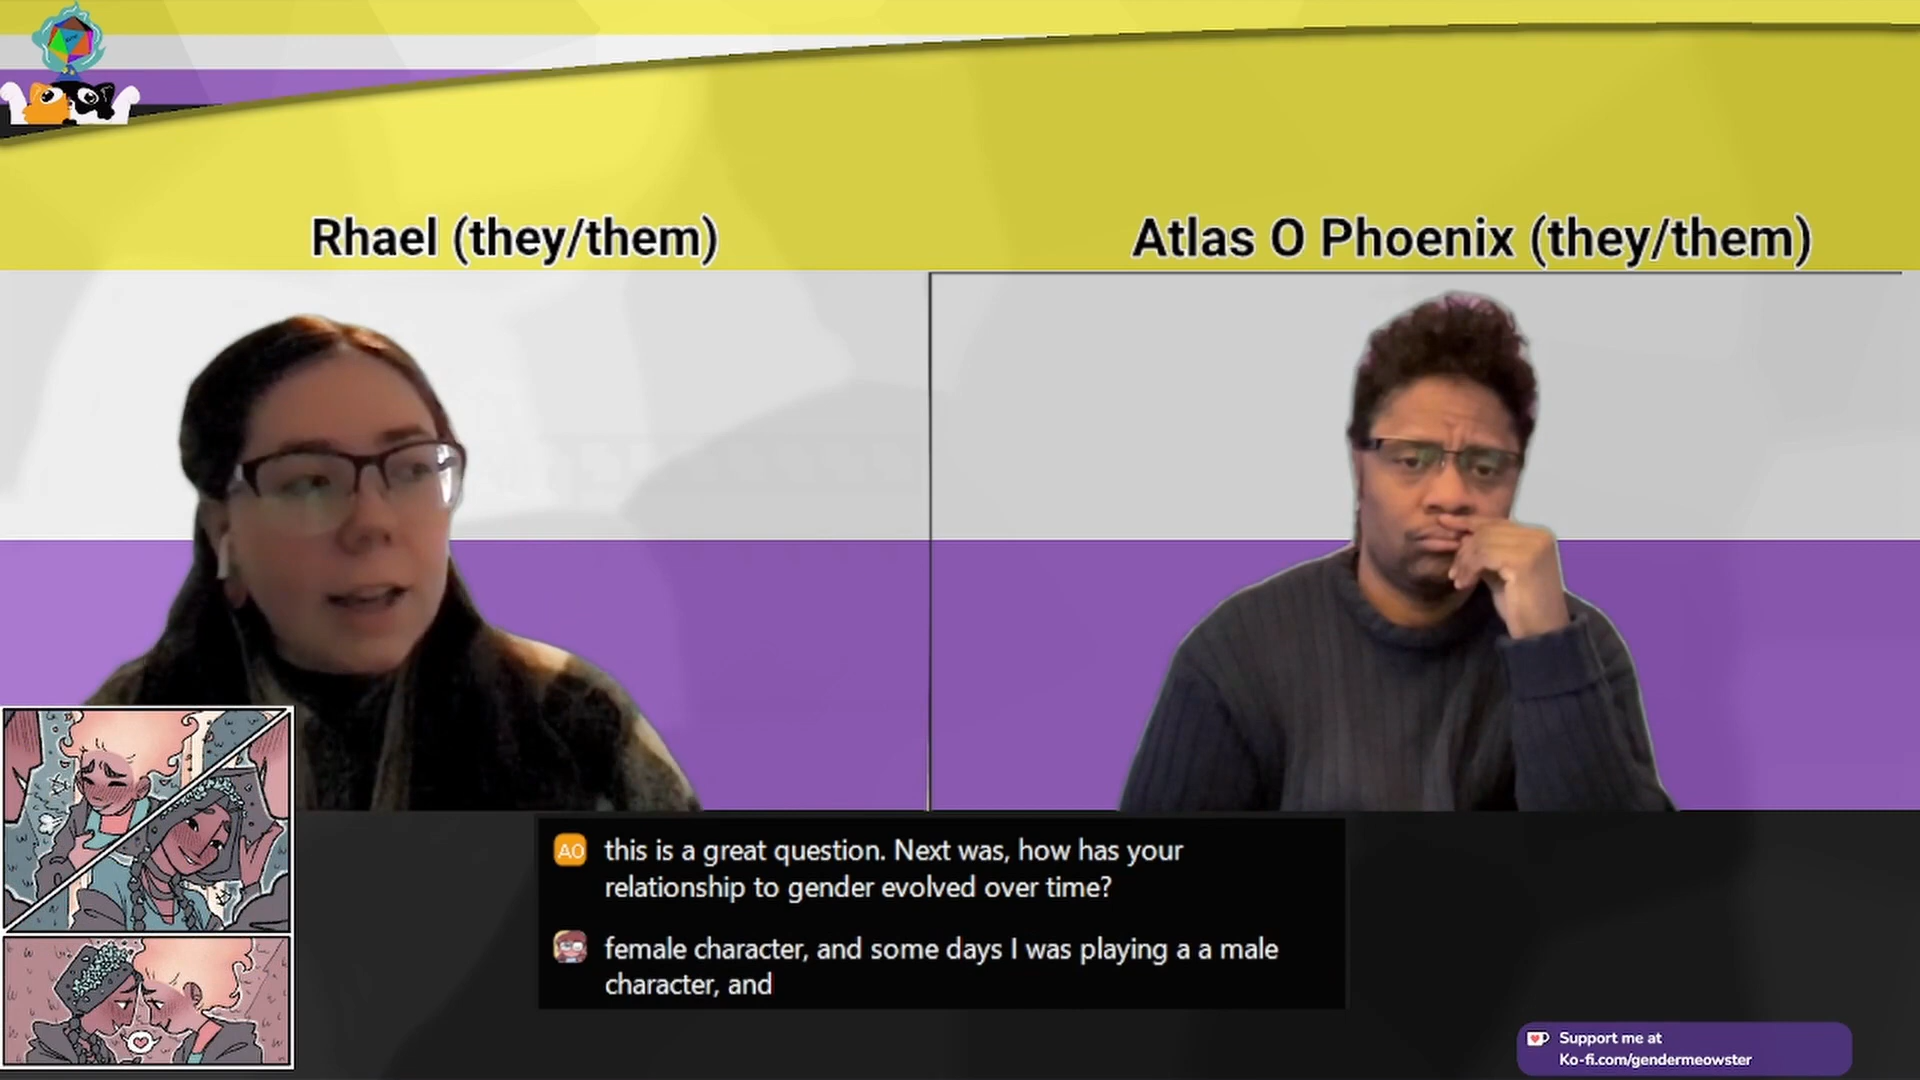 Rhael (they/them)
Atlas O Phoenix (they/them)
AO
this is a great question. Next was, how has your
relationship to gender evolved over time?
female character, and some days I was playing a a male
character, and
Support me at
Ko-fi.com/gendermeowster